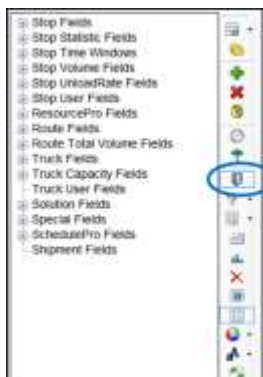 Stop Fields
Stop Statistic Fields
Stop Time Windows
Stop Volume Fields
Stop UnloadRate Fields
Stop User Fields
ResourcePro Fields
Route Fields
Route Total Volume Fields
Truck Fields
Truck Capacity Fields
Truck User Fields
Solution Fields
Special Fields
SchedulePro Fields
Shipment Fields